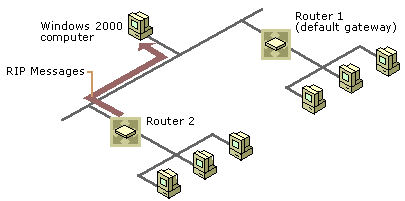 Windows 2000
computer
Router 1
(default gateway)
RIP Messages
Router 2